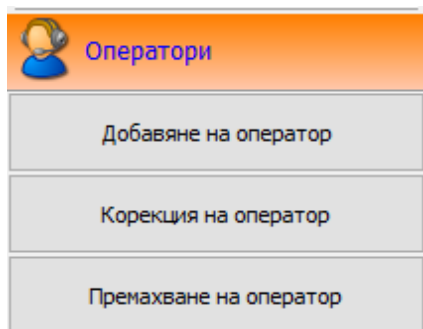 Оператори
Добавяне на оператор
Корекция на оператор
Премахване на оператор